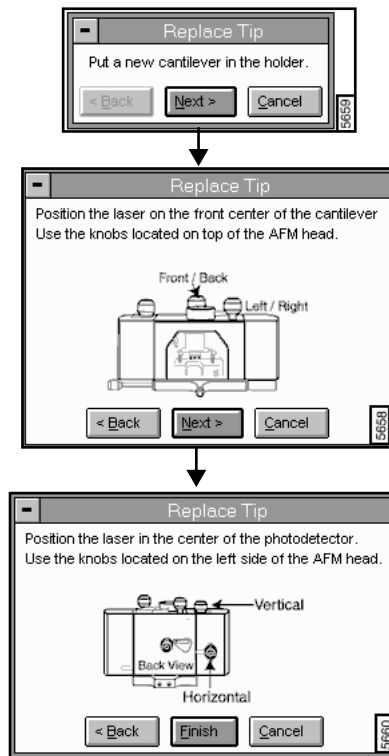 Replace Tip
Put a new cantilever in the holder.
< Back Next > Cancel
5659
Replace Tip
Position the laser on the front center of the cantilever
Use the knobs located on top of the AFM head.
Front / Back
Left / Right
< Back Next > Cancel
5658
Replace Tip
Position the laser in the center of the photodetector.
Use the knobs located on the left side of the AFM head.
Vertical
Back View
Horizontal
< Back Finish Cancel
5660